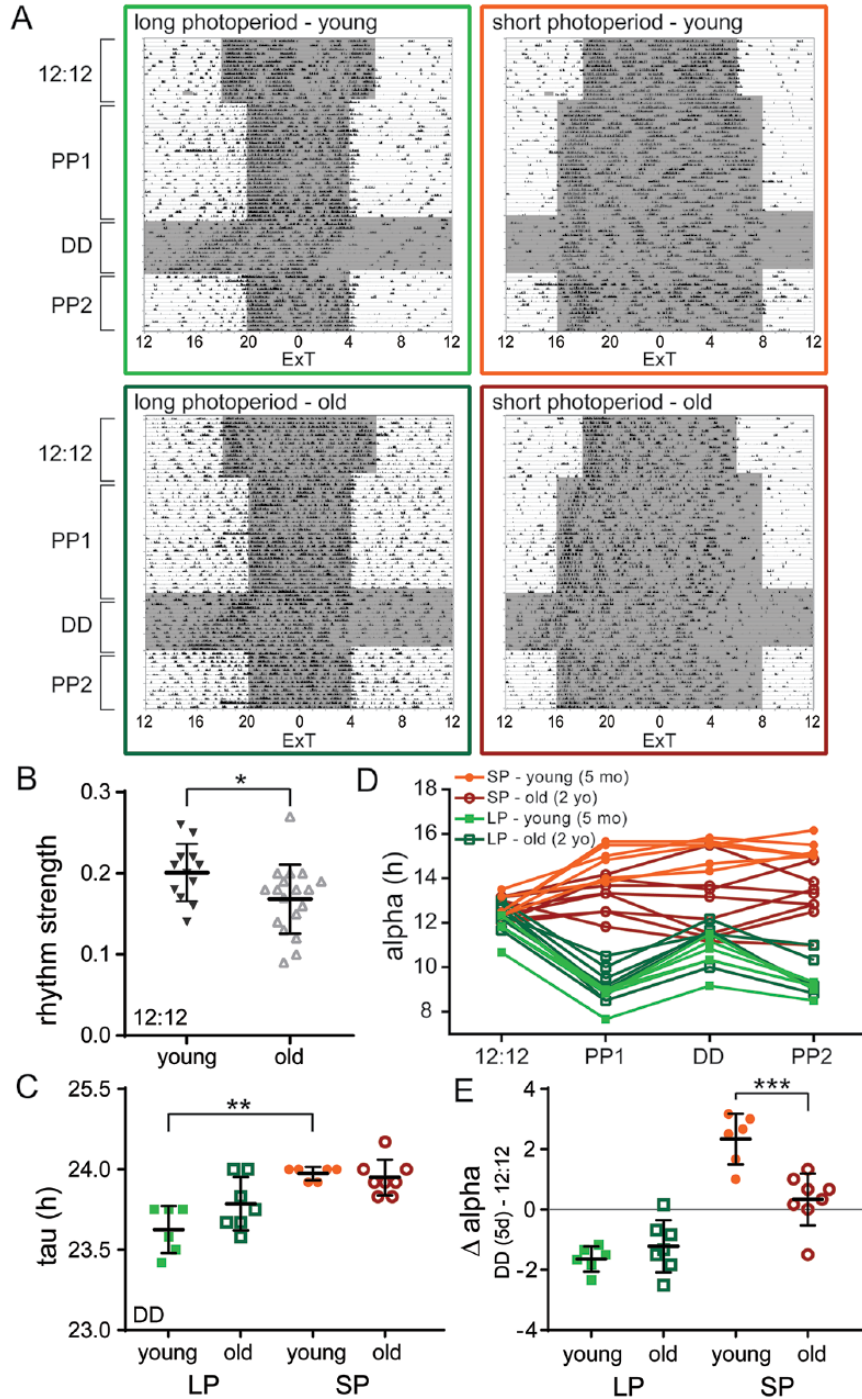 A
long photoperiod - young
short photoperiod - young
12:12
PP1
DD
PP2
12 16 20 0 4 8 12
ExT
12 16 20 0 4 8 12
ExT
long photoperiod - old
short photoperiod - old
12:12
PP1
DD
PP2
12 16 20 0 4 8 12
ExT
12 16 20 0 4 8 12
ExT
B
*
0.3
0.2
0.1
0.0
rhythm strength
12:12
young old
D
SP - young (5 mo)
SP - old (2 yo)
LP - young (5 mo)
LP - old (2 yo)
18
16
14
12
10
8
alpha (h)
12:12 PP1 DD PP2
C
**
25.5
24.0
23.5
23.0
tau (h)
DD
young old young old
LP SP
E
***
4
2
0
-2
-4
Δ alpha
DD (5d) - 12:12
young old young old
LP SP